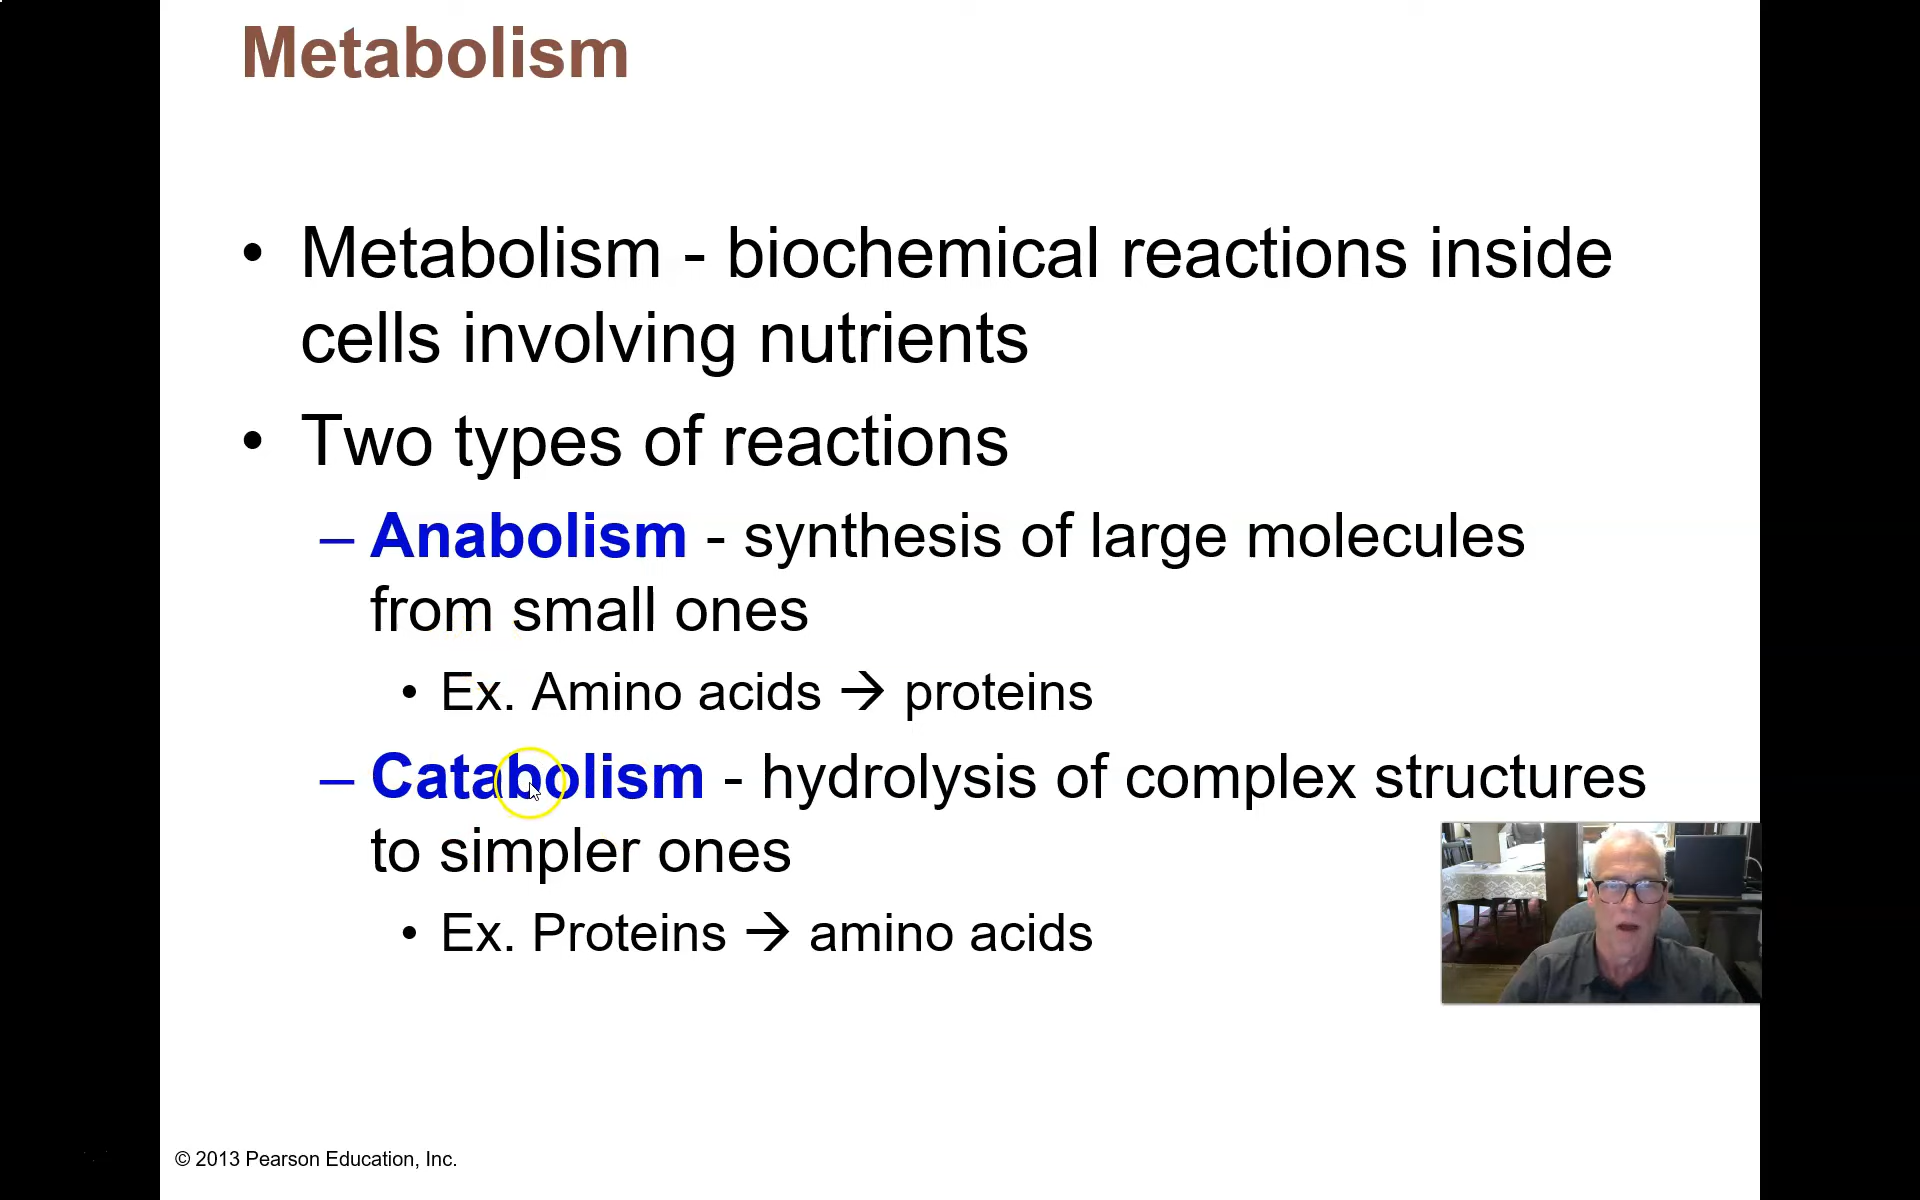 Metabolism
• Metabolism - biochemical reactions inside
cells involving nutrients
• Two types of reactions
– Anabolism - synthesis of large molecules
from small ones
• Ex. Amino acids → proteins
– Catabolism - hydrolysis of complex structures
to simpler ones
• Ex. Proteins → amino acids
© 2013 Pearson Education, Inc.